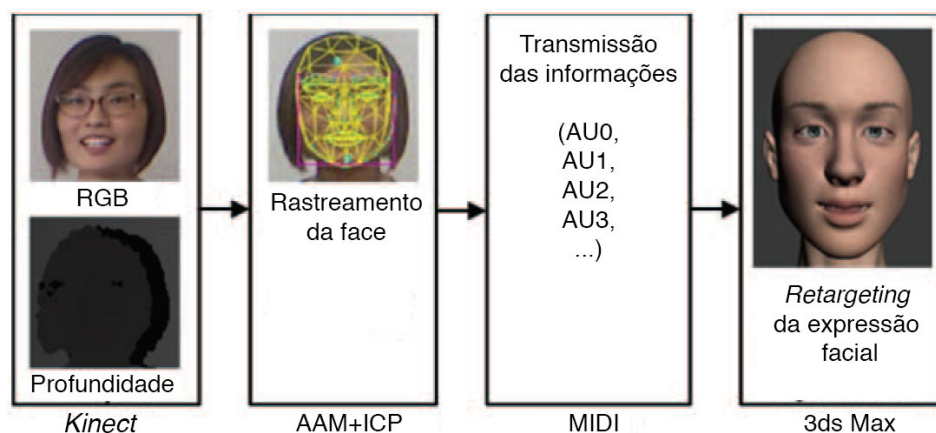 RGB
Profundidade
Kinect
Rastreamento
da face
AAM+ICP
Transmissão
das informações
(AU0,
AU1,
AU2,
AU3,
...)
MIDI
Retargeting
da expressão
facial
3ds Max